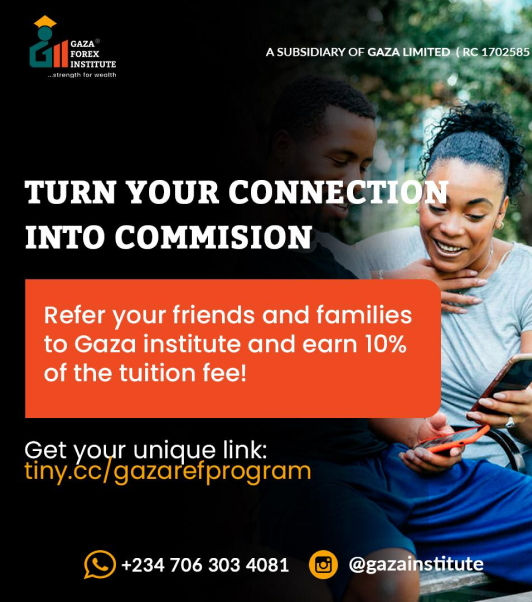 GAZA®
FOREX
INSTITUTE
...strength for wealth
A SUBSIDIARY OF GAZA LIMITED ( RC 1702585
TURN YOUR CONNECTION
INTO COMMISION
Refer your friends and families
to Gaza institute and earn 10%
of the tuition fee!
Get your unique link:
tiny.cc/gazarefprogram
+234 706 303 4081
@gazainstitute